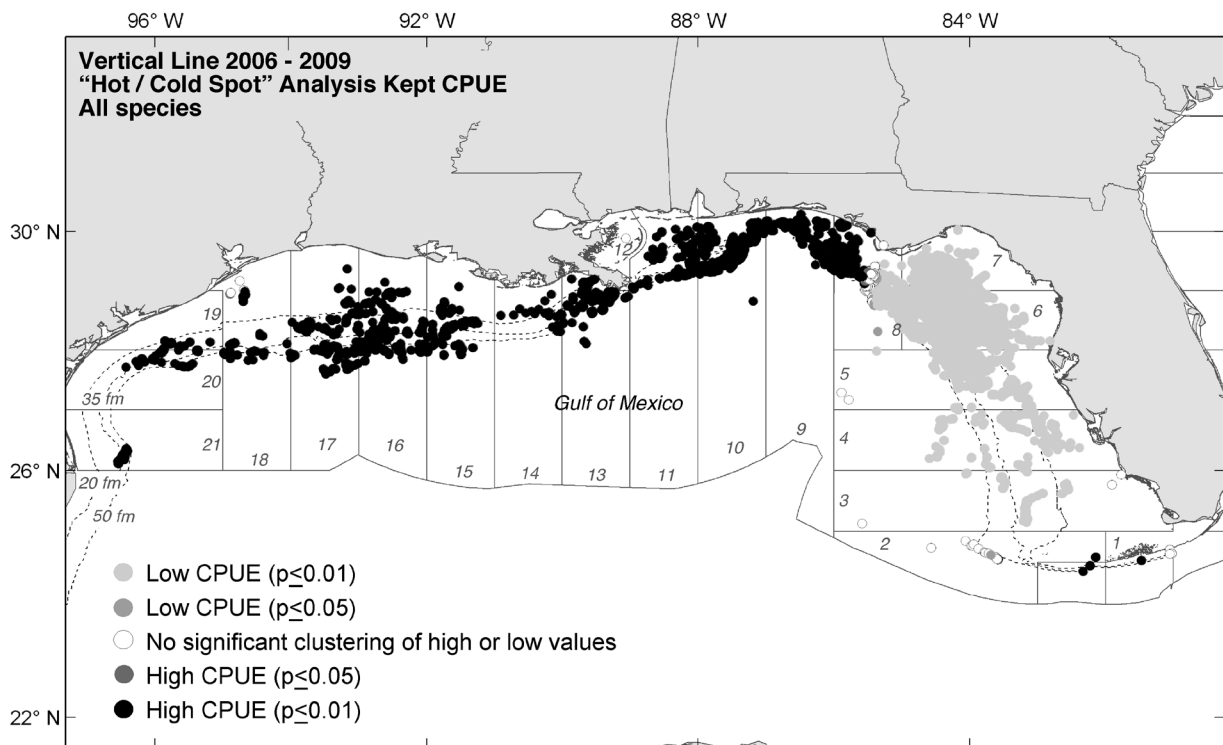 96° W 92° W 88° W 84° W
Vertical Line 2006 - 2009
“Hot / Cold Spot” Analysis Kept CPUE
All species
30° N
26° N
22° N
12
7
19
6
8
20
5
35 fm
Gulf of Mexico
4
21 18 17 16 15 14 13 11 10 9
20 fm
3
50 fm
2 1
Low CPUE (p≤0.01)
Low CPUE (p≤0.05)
No significant clustering of high or low values
High CPUE (p≤0.05)
High CPUE (p≤0.01)